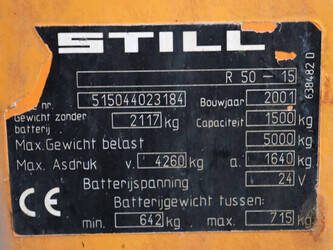 STILL
R 50 - 15
nr. 515044023184 Bouwjaar 2001
Gewicht zonder batterij 2117 kg Capaciteit 1500 kg
Max. Gewicht belast 5000 kg
Max. Asdruk v. 4260 kg a. 1640 kg
Batterijspanning 24 V
Batterijgewicht tussen:
min. 642 kg max. 715 kg
CE
638482 D